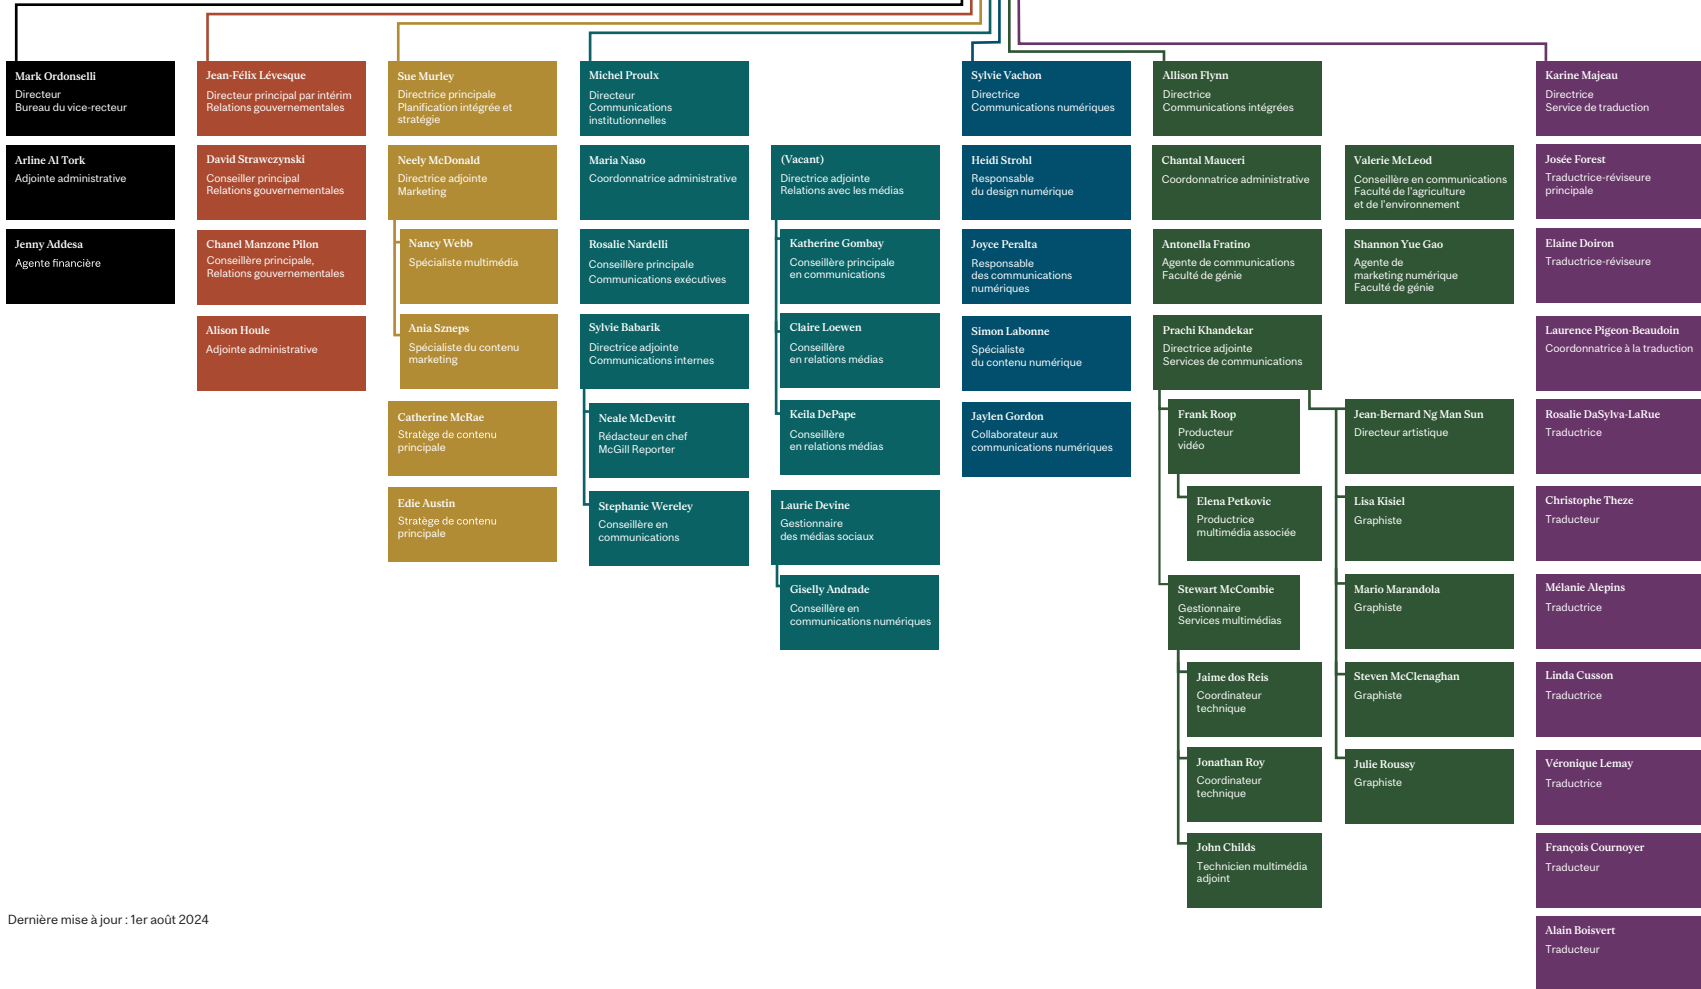 Mark Ordonselli
Directeur
Bureau du vice-recteur
Arline Al Tork
Adjointe administrative
Jenny Addesa
Agente financière
Jean-Félix Lévesque
Directeur principal par intérim
Relations gouvernementales
David Strawczynski
Conseiller principal
Relations gouvernementales
Chanel Manzone Pilon
Conseillère principale,
Relations gouvernementales
Alison Houle
Adjointe administrative
Sue Murley
Directrice principale
Planification intégrée et
stratégie
Neely McDonald
Directrice adjointe
Marketing
Nancy Webb
Spécialiste multimédia
Ania Szneps
Spécialiste du contenu
marketing
Catherine McRae
Stratège de contenu
principale
Edie Austin
Stratège de contenu
principale
Michel Proulx
Directeur
Communications
institutionnelles
Maria Naso
Coordonnatrice administrative
Rosalie Nardelli
Conseillère principale
Communications exécutives
Sylvie Babarik
Directrice adjointe
Communications internes
Neale McDevitt
Rédacteur en chef
McGill Reporter
Stephanie Wereley
Conseillère en
communications
(Vacant)
Directrice adjointe
Relations avec les médias
Katherine Gombay
Conseillère principale
en communications
Claire Loewen
Conseillère
en relations médias
Keila DePape
Conseillère
en relations médias
Laurie Devine
Gestionnaire
des médias sociaux
Giselly Andrade
Conseillère en
communications numériques
Sylvie Vachon
Directrice
Communications numériques
Heidi Strohl
Responsable
du design numérique
Joyce Peralta
Responsable
des communications
numériques
Simon Labonne
Spécialiste
du contenu numérique
Jaylen Gordon
Collaborateur aux
communications numériques
Allison Flynn
Directrice
Communications intégrées
Chantal Mauceri
Coordonnatrice administrative
Antonella Fratino
Agente de communications
Faculté de génie
Prachi Khandekar
Directrice adjointe
Services de communications
Frank Roop
Producteur
vidéo
Elena Petkovic
Productrice
multimédia associée
Stewart McCombie
Gestionnaire
Services multimédias
Jaime dos Reis
Coordinateur
technique
Jonathan Roy
Coordinateur
technique
John Childs
Technicien multimédia
adjoint
Valerie McLeod
Conseillère en communications
Faculté de l'agriculture
et de l'environnement
Shannon Yue Gao
Agente de
marketing numérique
Faculté de génie
Jean-Bernard Ng Man Sun
Directeur artistique
Lisa Kisiel
Graphiste
Mario Marandola
Graphiste
Steven McClenaghan
Graphiste
Julie Roussy
Graphiste
Karine Majeau
Directrice
Service de traduction
Josée Forest
Traductrice-réviseure
principale
Elaine Doiron
Traductrice-réviseure
Laurence Pigeon-Beaudoin
Coordonnatrice à la traduction
Rosalie DaSylva-LaRue
Traductrice
Christophe Theze
Traducteur
Mélanie Alepins
Traductrice
Linda Cusson
Traductrice
Véronique Lemay
Traductrice
François Cournoyer
Traducteur
Alain Boisvert
Traducteur
Dernière mise à jour : 1er août 2024